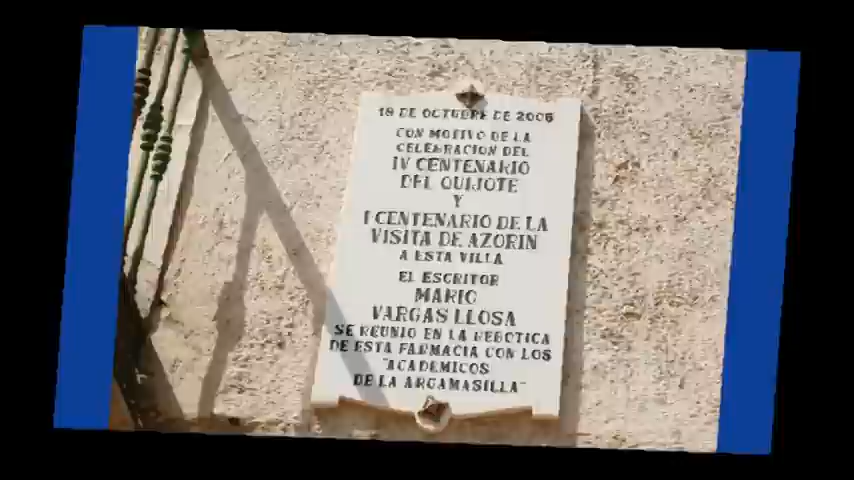 18 DE OCTUBRE DE 2005
CON MOTIVO DE LA
CELEBRACION DEL
IV CENTENARIO
DEL QUIJOTE
Y
I CENTENARIO DE LA
VISITA DE AZORIN
A ESTA VILLA
EL ESCRITOR
MARIO
VARGAS LLOSA
SE REUNIO EN LA REBOTICA
DE ESTA FARMACIA CON LOS
"ACADEMICOS
DE LA ARGAMASILLA"